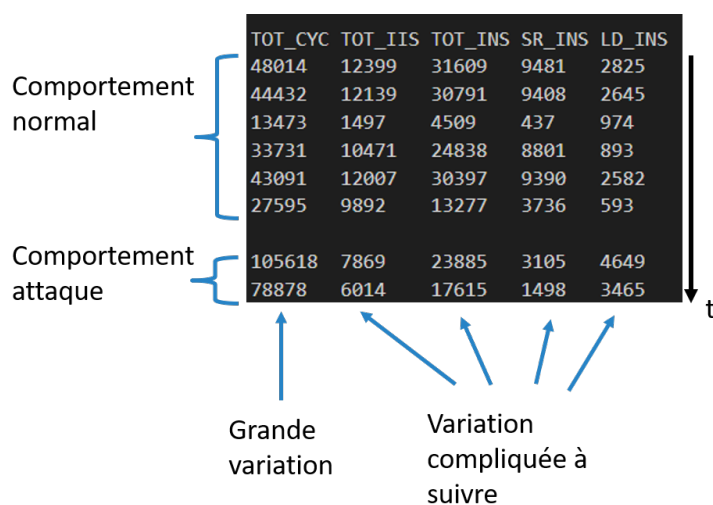 TOT_CYC TOT_IIS TOT_INS SR_INS LD_INS
48014 12399 31609 9481 2825
44432 12139 30791 9408 2645
13473 1497 4509 437 974
33731 10471 24838 8801 893
43091 12007 30397 9390 2582
27595 9892 13277 3736 593
105618 7869 23885 3105 4649
78878 6014 17615 1498 3465
Comportement
normal
Comportement
attaque
t
Grande
variation
Variation
compliquée à
suivre